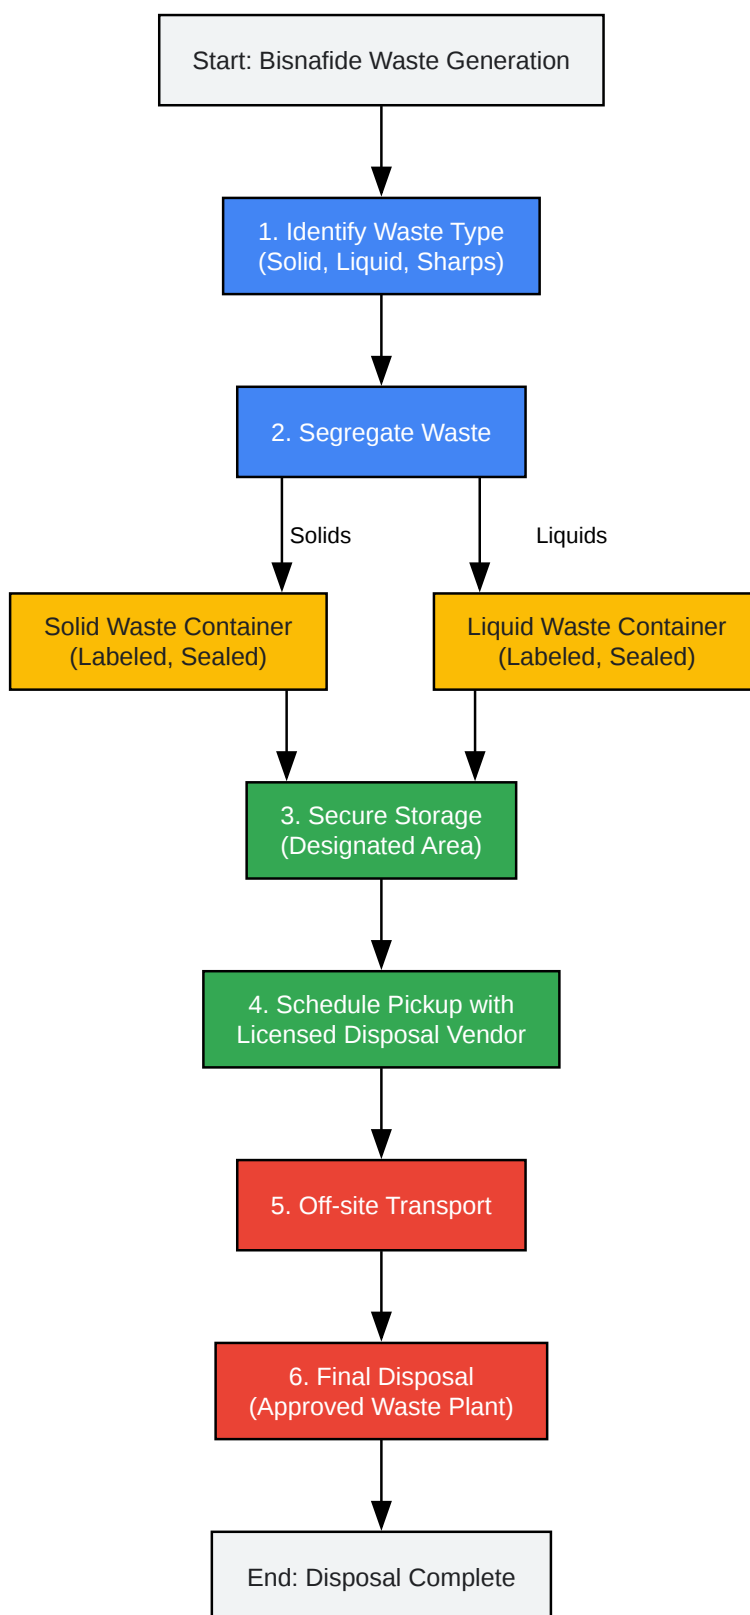 Start: Bisnafide Waste Generation
1. Identify Waste Type
(Solid, Liquid, Sharps)
2. Segregate Waste
Solids
Liquids
Solid Waste Container
(Labeled, Sealed)
Liquid Waste Container
(Labeled, Sealed)
3. Secure Storage
(Designated Area)
4. Schedule Pickup with
Licensed Disposal Vendor
5. Off-site Transport
6. Final Disposal
(Approved Waste Plant)
End: Disposal Complete